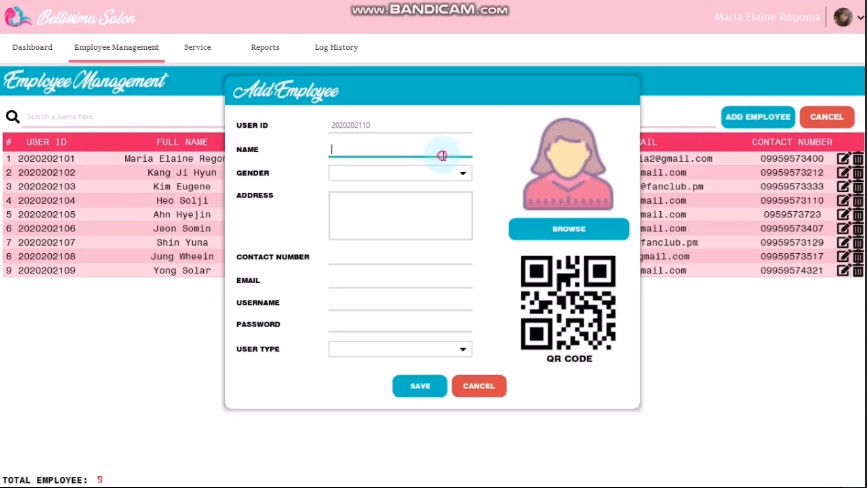 WWW.BANDICAM.COM
Bellisima Salon
Maria Elaine Regonia
Dashboard Employee Management Service Reports Log History
Employee Management
Add Employee
Search a name here
ADD EMPLOYEE CANCEL
# USER ID FULL NAME AIL CONTACT NUMBER
1 2020202101 Maria Elaine Regor la2@gmail.com 09959573400
2 2020202102 Kang Ji Hyun mail.com 09959573212
3 2020202103 Kim Eugene @fanclub.pm 09959573333
4 2020202104 Heo Solji mail.com 09959573110
5 2020202105 Ahn Hyejin mail.com 0959573723
6 2020202106 Jeon Somin mail.com 09959573407
7 2020202107 Shin Yuna fanclub.pm 09959573129
8 2020202108 Jung Wheein gmail.com 09959573517
9 2020202109 Yong Solar mail.com 09959574321
USER ID 2020202110
NAME
GENDER
ADDRESS
BROWSE
CONTACT NUMBER
EMAIL
USERNAME
PASSWORD
USER TYPE
QR CODE
SAVE CANCEL
TOTAL EMPLOYEE: 9